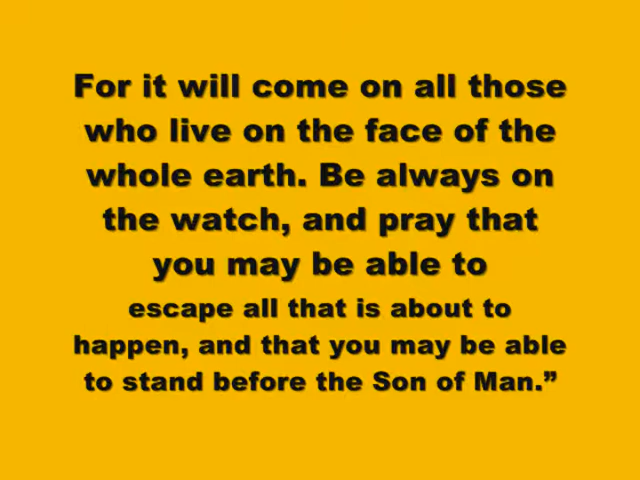 For it will come on all those
who live on the face of the
whole earth. Be always on
the watch, and pray that
you may be able to
escape all that is about to
happen, and that you may be able
to stand before the Son of Man.”